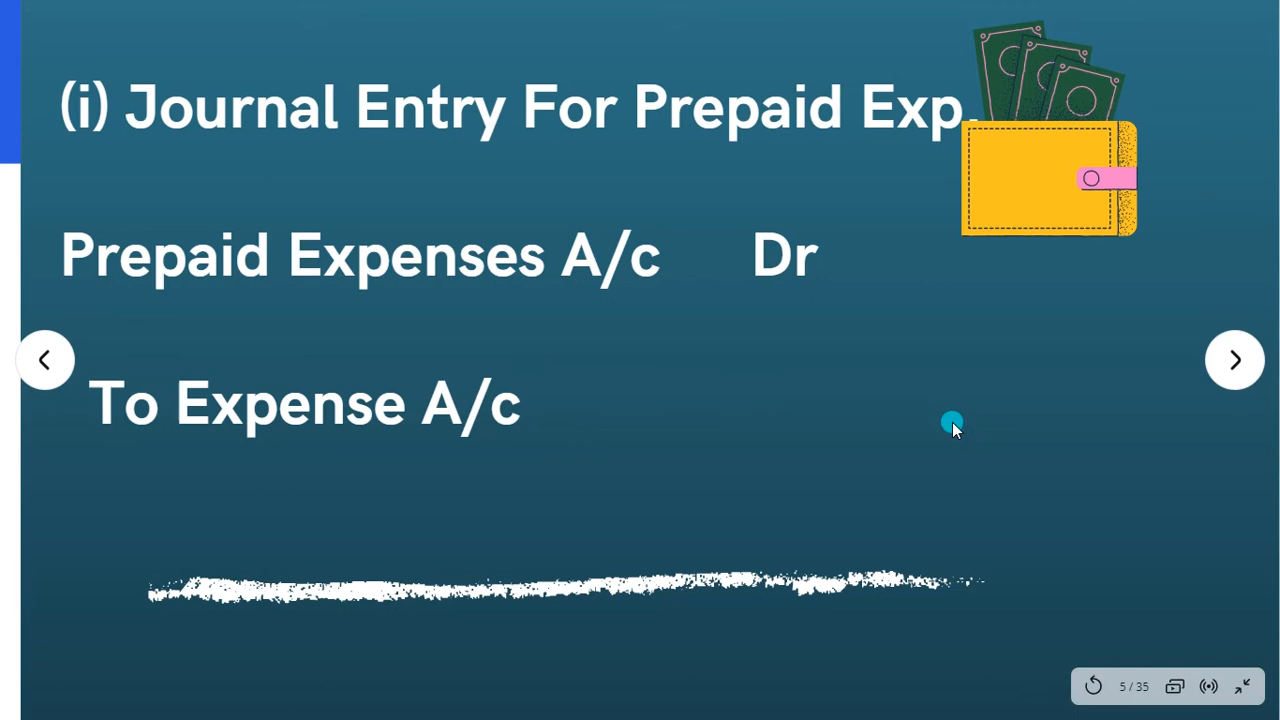 (i) Journal Entry For Prepaid Exp.
Prepaid Expenses A/c Dr
To Expense A/c
5 / 35